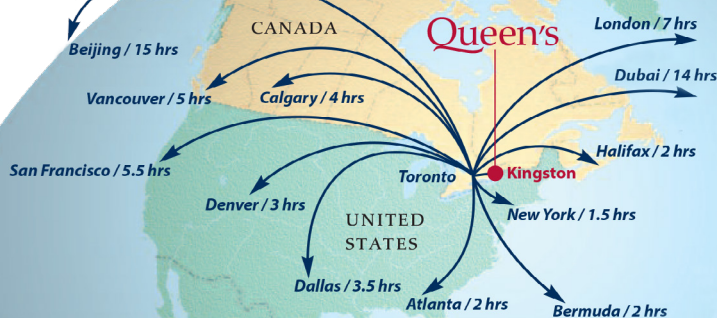 CANADA
Queen's
London / 7 hrs
Beijing / 15 hrs
Dubai / 14 hrs
Vancouver / 5 hrs
Calgary / 4 hrs
Halifax / 2 hrs
San Francisco / 5.5 hrs
Toronto
Kingston
Denver / 3 hrs
New York / 1.5 hrs
UNITED
STATES
Dallas / 3.5 hrs
Atlanta / 2 hrs
Bermuda / 2 hrs